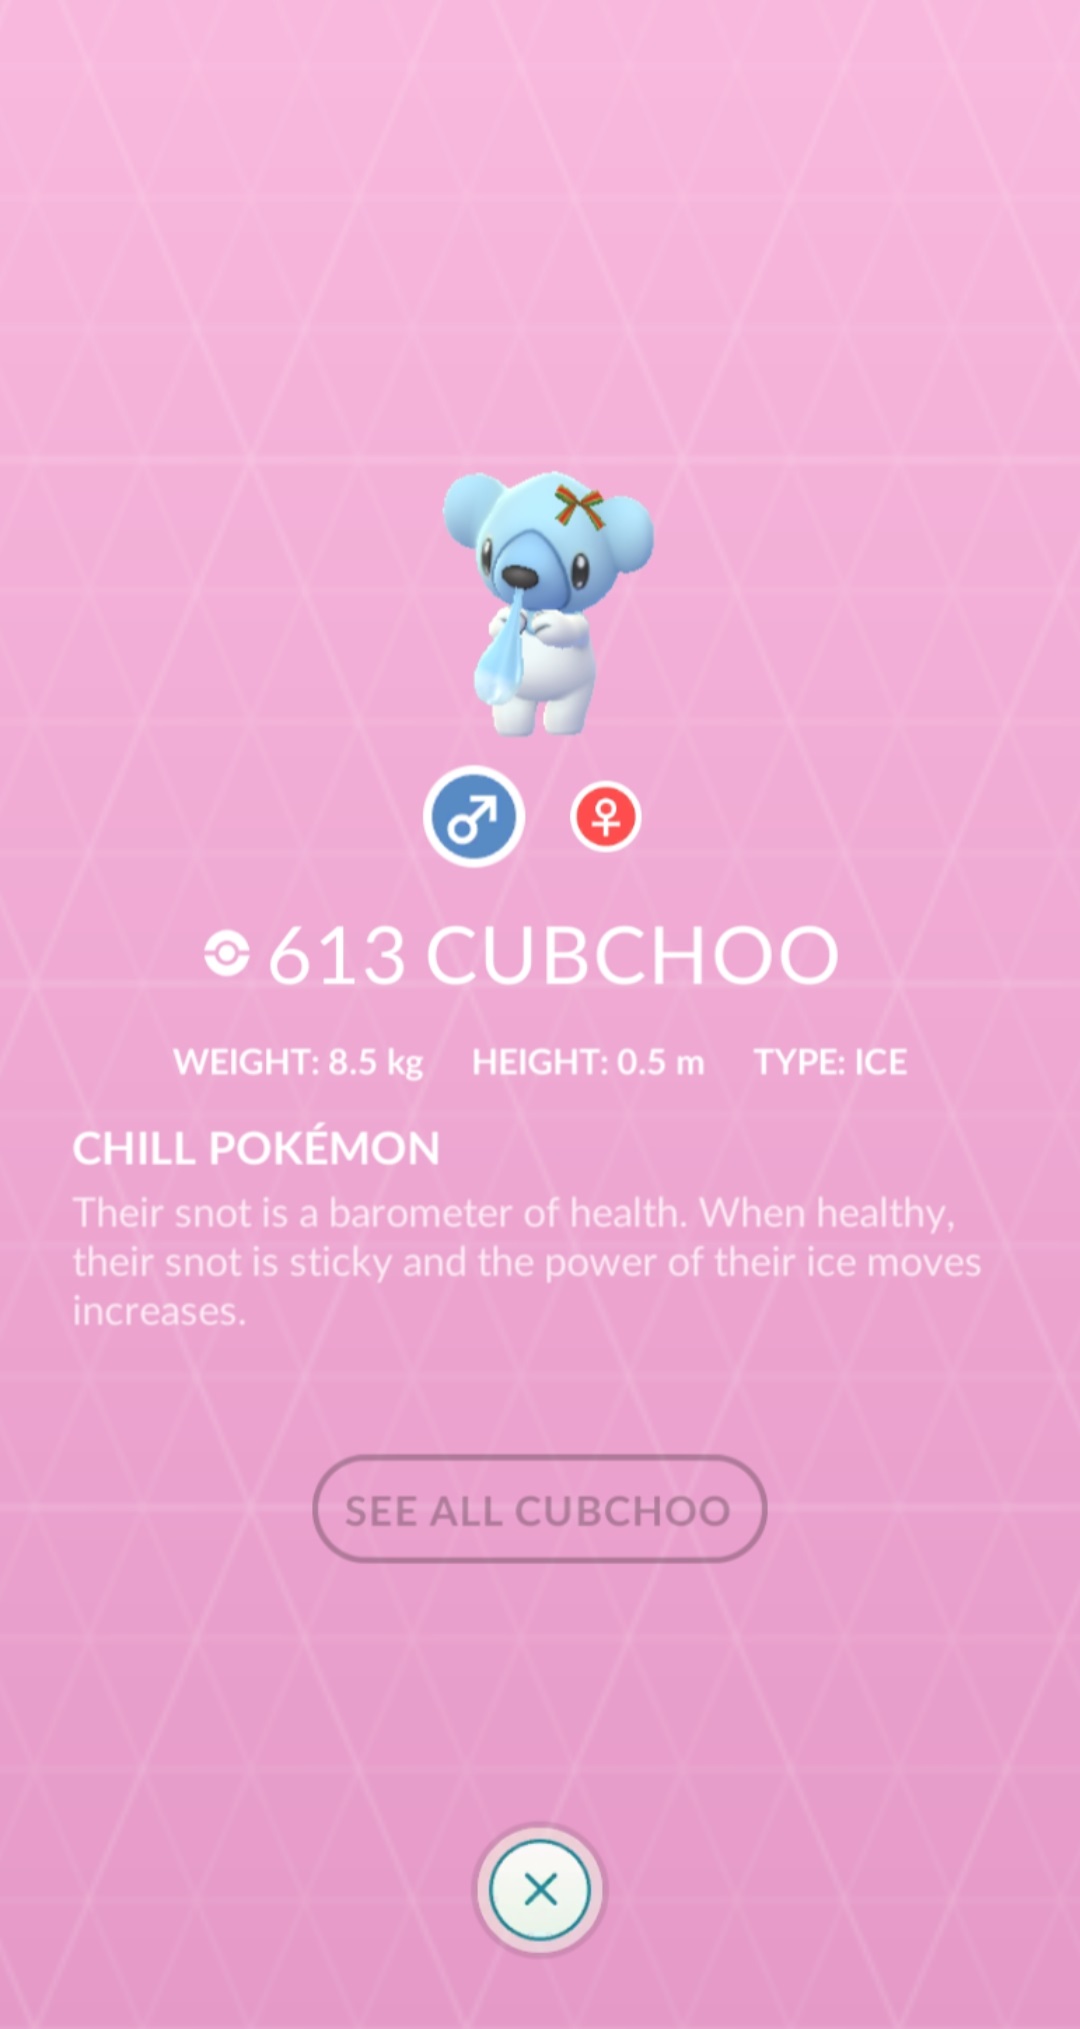 613 CUBCHOO
WEIGHT: 8.5 kg HEIGHT: 0.5 m TYPE: ICE
CHILL POKÉMON
Their snot is a barometer of health. When healthy,
their snot is sticky and the power of their ice moves
increases.
SEE ALL CUBCHOO